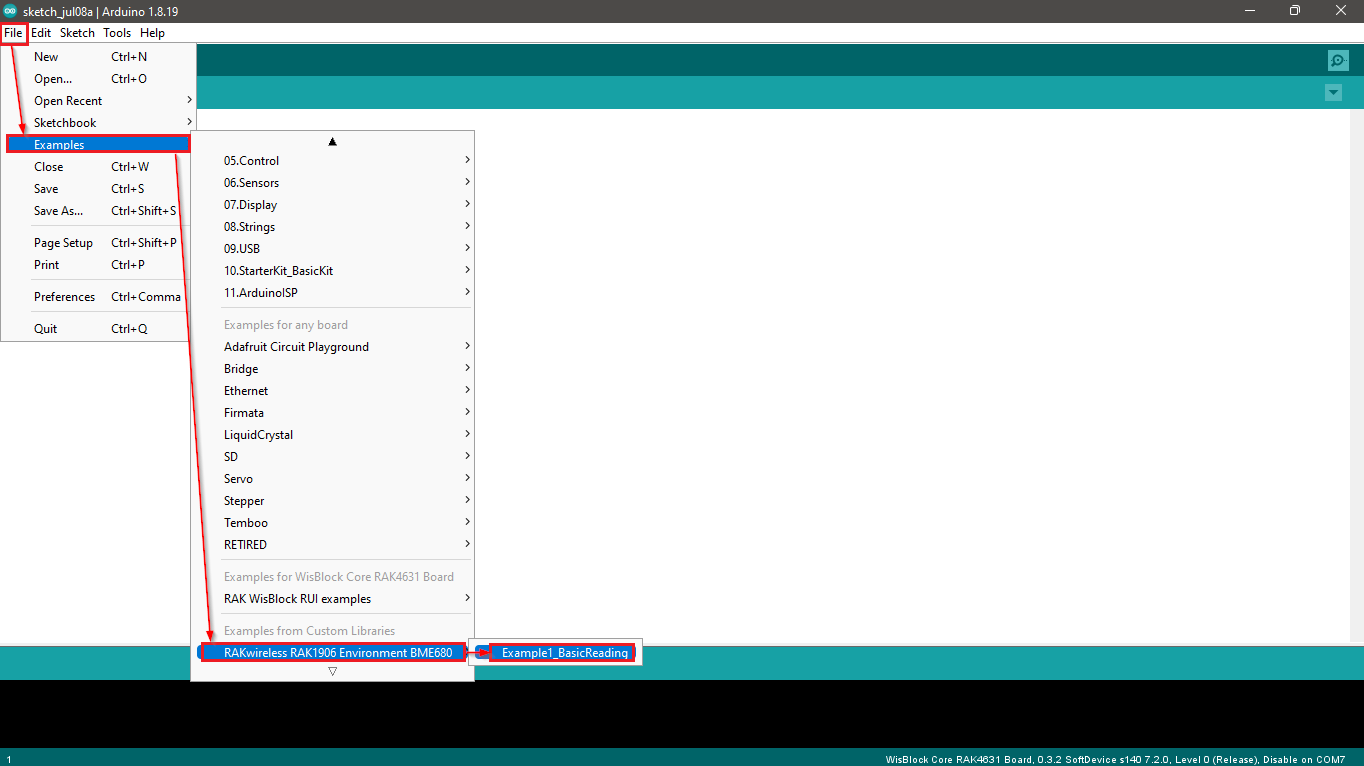 sketch_jul08a | Arduino 1.8.19
File Edit Sketch Tools Help
New Ctrl+N
Open... Ctrl+O
Open Recent
Sketchbook
Examples
Close Ctrl+W
Save Ctrl+S
Save As... Ctrl+Shift+S
Page Setup Ctrl+Shift+P
Print Ctrl+P
Preferences Ctrl+Comma
Quit Ctrl+Q
05.Control
06.Sensors
07.Display
08.Strings
09.USB
10.StarterKit_BasicKit
11.ArduinoISP
Examples for any board
Adafruit Circuit Playground
Bridge
Ethernet
Firmata
LiquidCrystal
SD
Servo
Stepper
Temboo
RETIRED
Examples for WisBlock Core RAK4631 Board
RAK WisBlock RUI examples
Examples from Custom Libraries
RAKwireless RAK1906 Environment BME680
Example1_BasicReading
1 WisBlock Core RAK4631 Board, 0.3.2 SoftDevice s140 7.2.0, Level 0 (Release), Disable on COM7